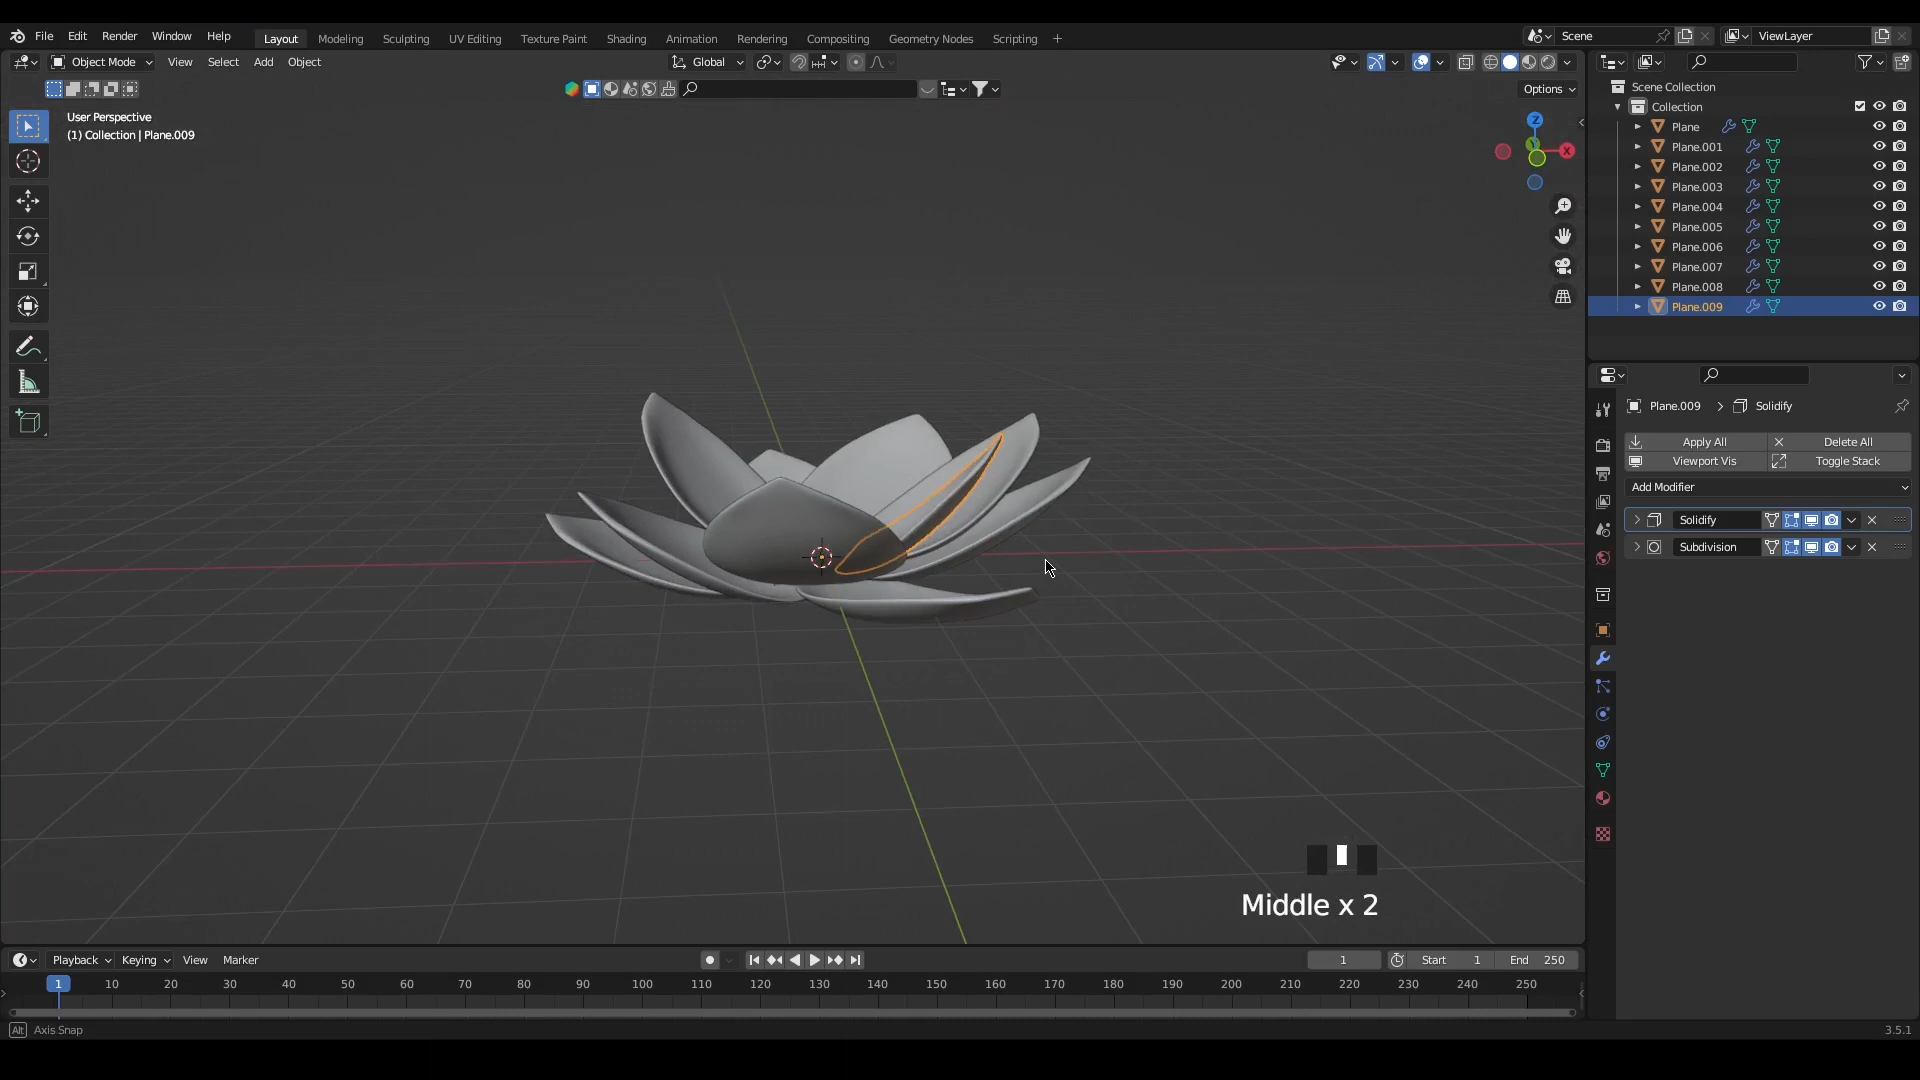 File Edit Render Window Help Layout Modeling Sculpting UV Editing Texture Paint Shading Animation Rendering Compositing Geometry Nodes Scripting Scene ViewLayer
Object Mode View Select Add Object Global
Options
User Perspective
(1) Collection | Plane.009
Z
Y
X
Scene Collection
Collection
Plane
Plane.001
Plane.002
Plane.003
Plane.004
Plane.005
Plane.006
Plane.007
Plane.008
Plane.009
Plane.009 Solidify
Apply All Delete All
Viewport Vis Toggle Stack
Add Modifier
Solidify
Subdivision
Middle x 2
Playback Keying View Marker 1 Start 1 End 250
1 10 20 30 40 50 60 70 80 90 100 110 120 130 140 150 160 170 180 190 200 210 220 230 240 250
Alt Axis Snap 3.5.1